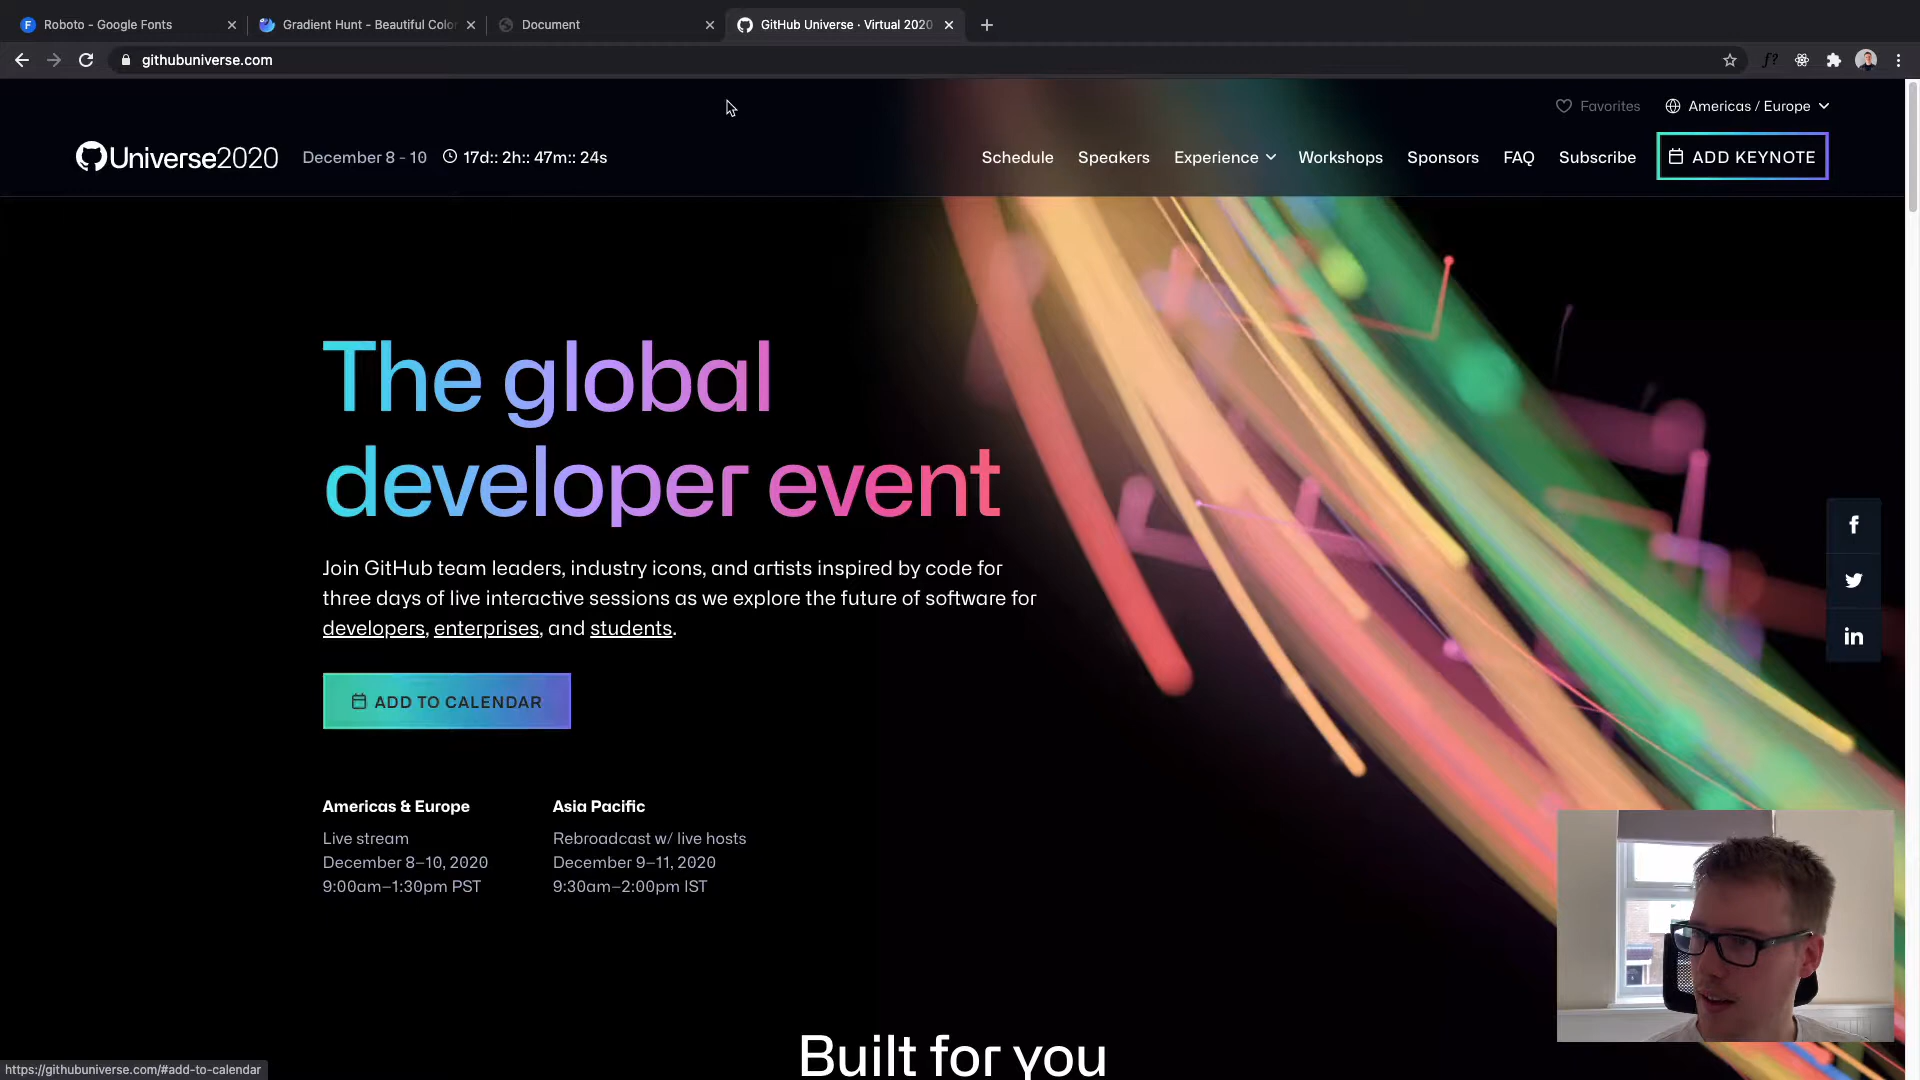 Roboto - Google Fonts
Gradient Hunt - Beautiful Color
Document
GitHub Universe · Virtual 2020
githubuniverse.com
Favorites
Americas / Europe
Universe2020
December 8 - 10
17d:: 2h:: 47m:: 24s
Schedule
Speakers
Experience
Workshops
Sponsors
FAQ
Subscribe
ADD KEYNOTE
The global
developer event
Join GitHub team leaders, industry icons, and artists inspired by code for
three days of live interactive sessions as we explore the future of software for
developers, enterprises, and students.
ADD TO CALENDAR
Americas & Europe
Live stream
December 8–10, 2020
9:00am–1:30pm PST
Asia Pacific
Rebroadcast w/ live hosts
December 9–11, 2020
9:30am–2:00pm IST
Built for you
https://githubuniverse.com/#add-to-calendar